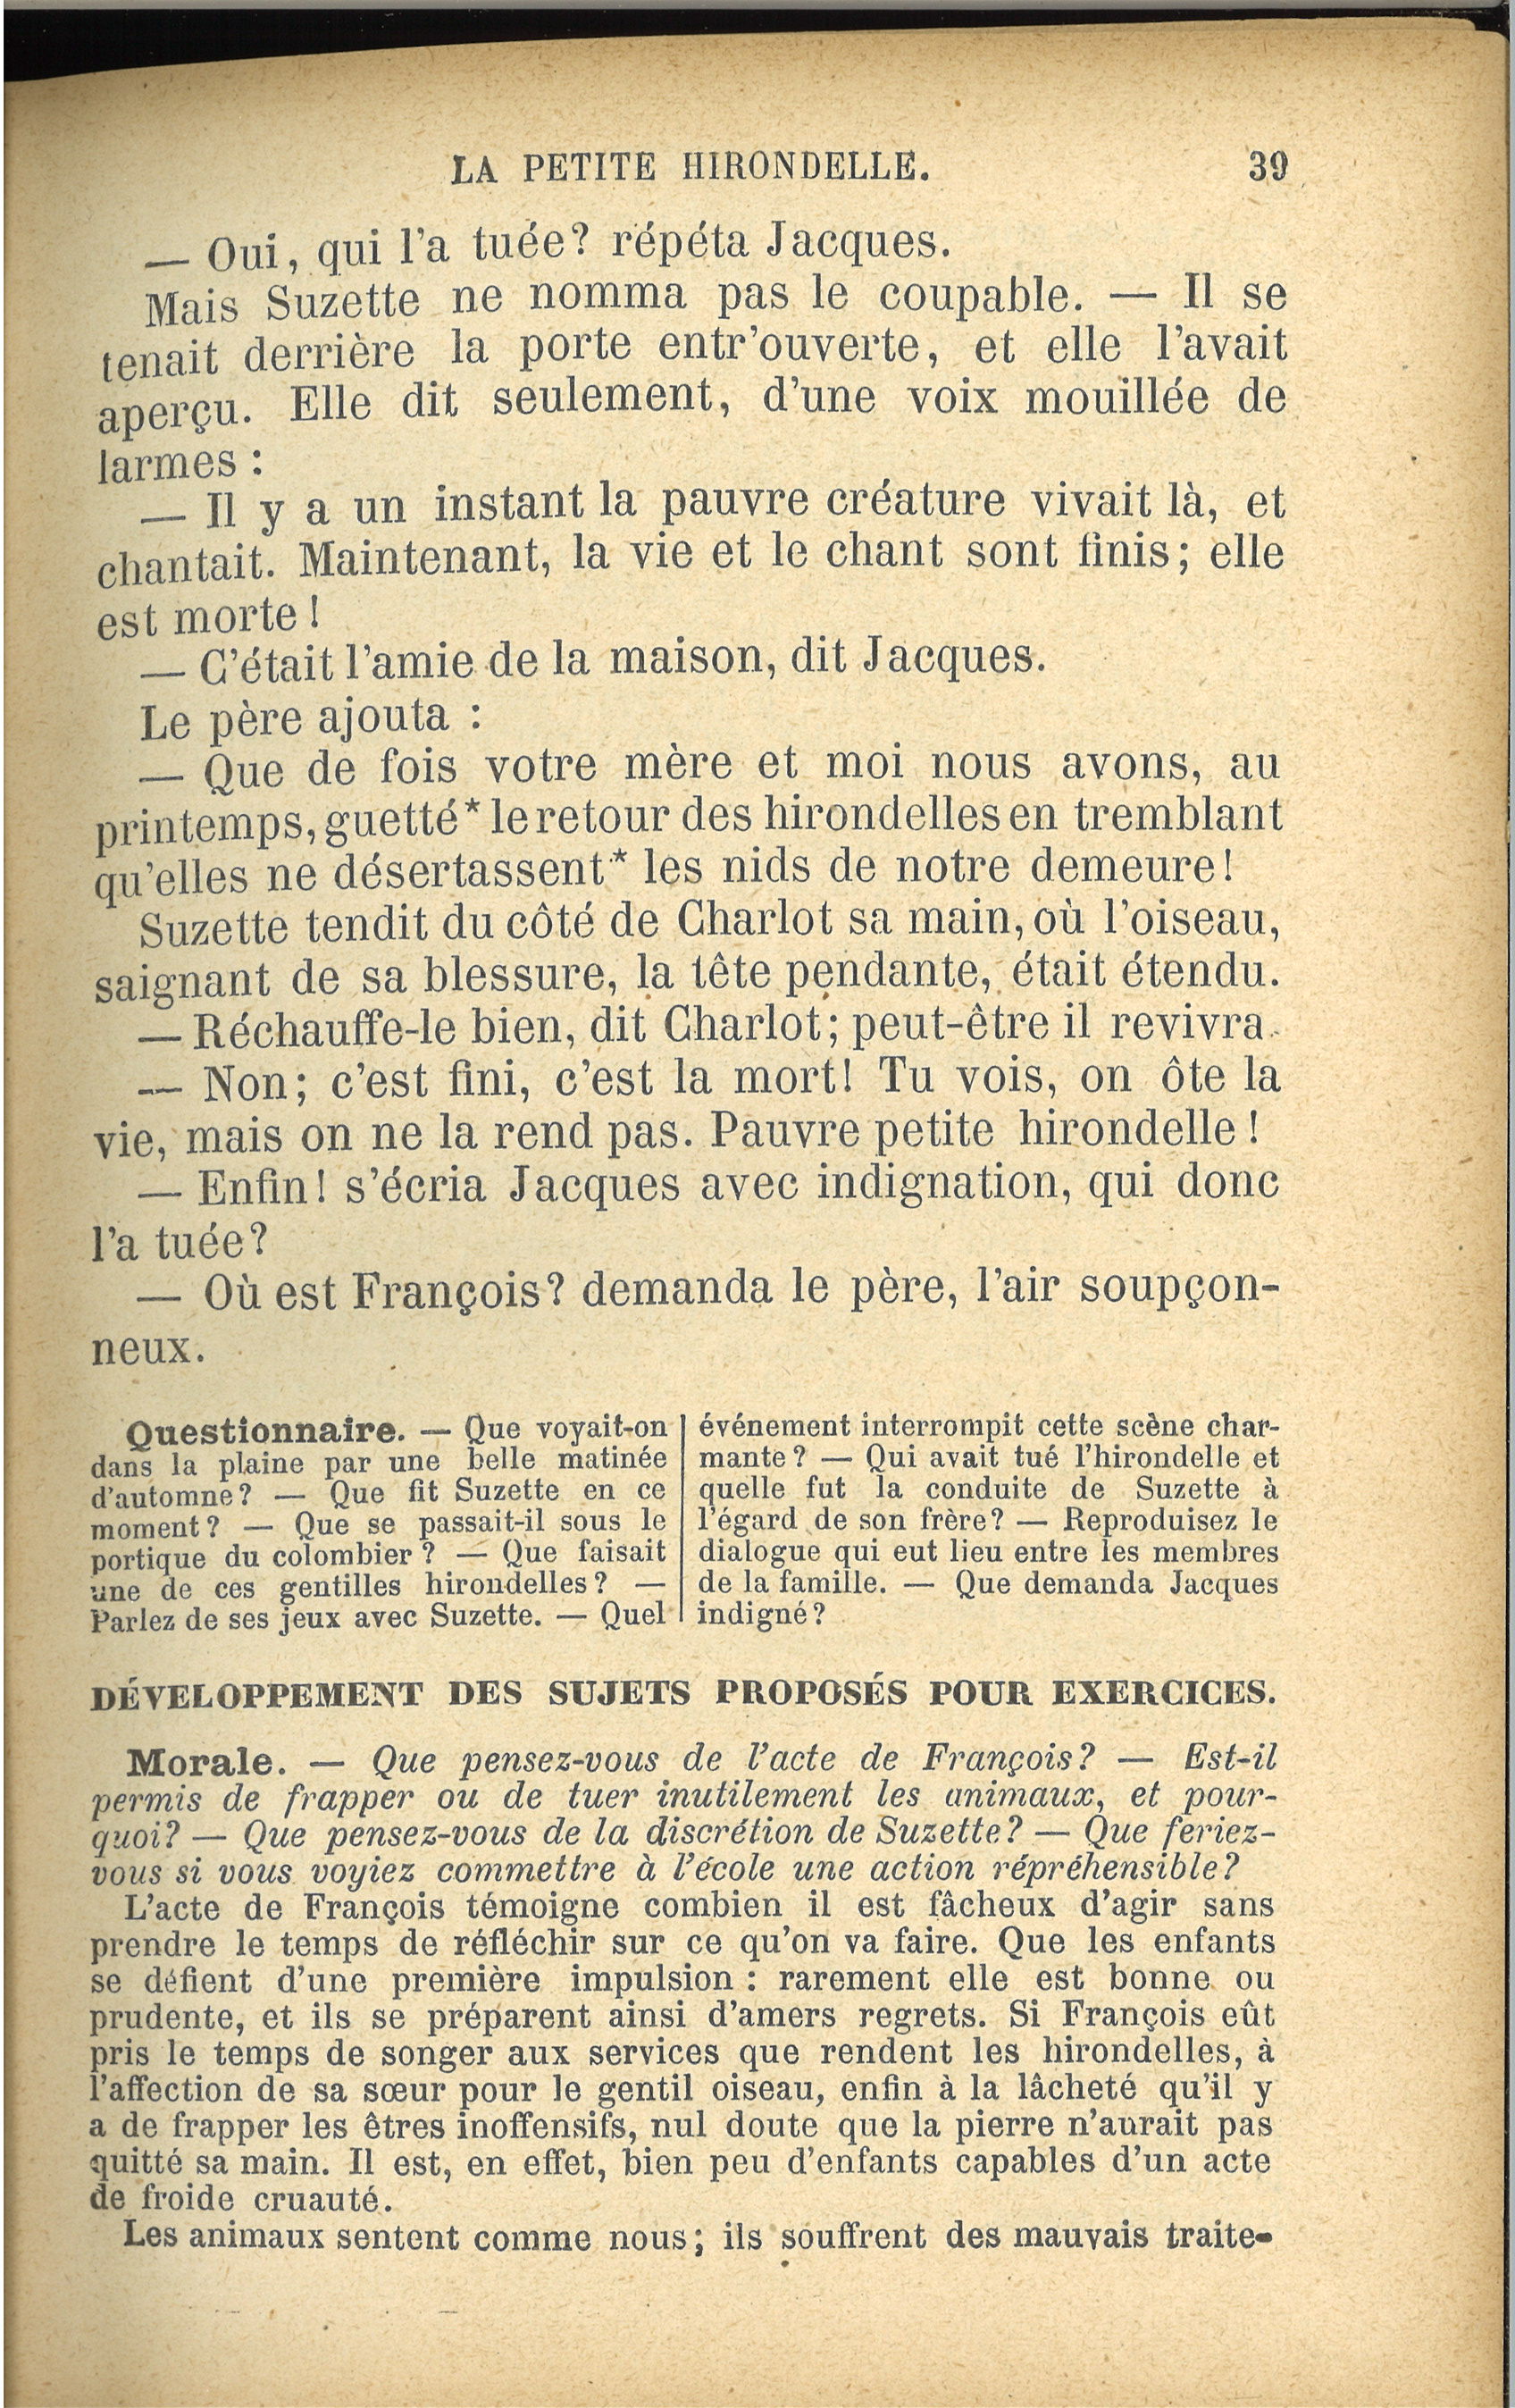 LA PETITE HIRONDELLE. 39
— Oui, qui l'a tuée? répéta Jacques.
Mais Suzette ne nomma pas le coupable. — Il se
tenait derrière la porte entr'ouverte, et elle l'avait
aperçu. Elle dit seulement, d'une voix mouillée de
larmes :
— Il y a un instant la pauvre créature vivait là, et
chantait. Maintenant, la vie et le chant sont finis; elle
est morte!
— C'était l'amie de la maison, dit Jacques.
Le père ajouta :
— Que de fois votre mère et moi nous avons, au
printemps, guetté* le retour des hirondelles en tremblant
qu'elles ne désertassent* les nids de notre demeure!
Suzette tendit du côté de Charlot sa main, où l'oiseau,
saignant de sa blessure, la tête pendante, était étendu.
— Réchauffe-le bien, dit Charlot; peut-être il revivra.
— Non; c'est fini, c'est la mort! Tu vois, on ôte la
vie, mais on ne la rend pas. Pauvre petite hirondelle!
— Enfin! s'écria Jacques avec indignation, qui donc
l'a tuée?
— Où est François? demanda le père, l'air soupçon-
neux.
Questionnaire. — Que voyait-on
dans la plaine par une belle matinée
d'automne? — Que fit Suzette en ce
moment? — Que se passait-il sous le
portique du colombier? — Que faisait
une de ces gentilles hirondelles? —
Parlez de ses jeux avec Suzette. — Quel
événement interrompit cette scène char-
mante? — Qui avait tué l'hirondelle et
quelle fut la conduite de Suzette à
l'égard de son frère? — Reproduisez le
dialogue qui eut lieu entre les membres
de la famille. — Que demanda Jacques
indigné?
DÉVELOPPEMENT DES SUJETS PROPOSÉS POUR EXERCICES.
Morale. — Que pensez-vous de l'acte de François? — Est-il
permis de frapper ou de tuer inutilement les animaux, et pour-
quoi? — Que pensez-vous de la discrétion de Suzette? — Que feriez-
vous si vous voyiez commettre à l'école une action répréhensible?
L'acte de François témoigne combien il est fâcheux d'agir sans
prendre le temps de réfléchir sur ce qu'on va faire. Que les enfants
se défient d'une première impulsion : rarement elle est bonne ou
prudente, et ils se préparent ainsi d'amers regrets. Si François eût
pris le temps de songer aux services que rendent les hirondelles, à
l'affection de sa sœur pour le gentil oiseau, enfin à la lâcheté qu'il y
a de frapper les êtres inoffensifs, nul doute que la pierre n'aurait pas
quitté sa main. Il est, en effet, bien peu d'enfants capables d'un acte
de froide cruauté.
Les animaux sentent comme nous; ils souffrent des mauvais traite-